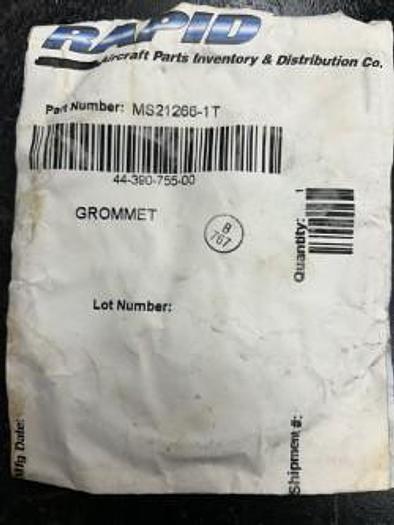 RAPID
Aircraft Parts Inventory & Distribution Co.
Part Number: MS21266-1T
44-390-755-00
GROMMET
8
767
Quantity: 1
Lot Number:
Mfg Date:
Shipment #: